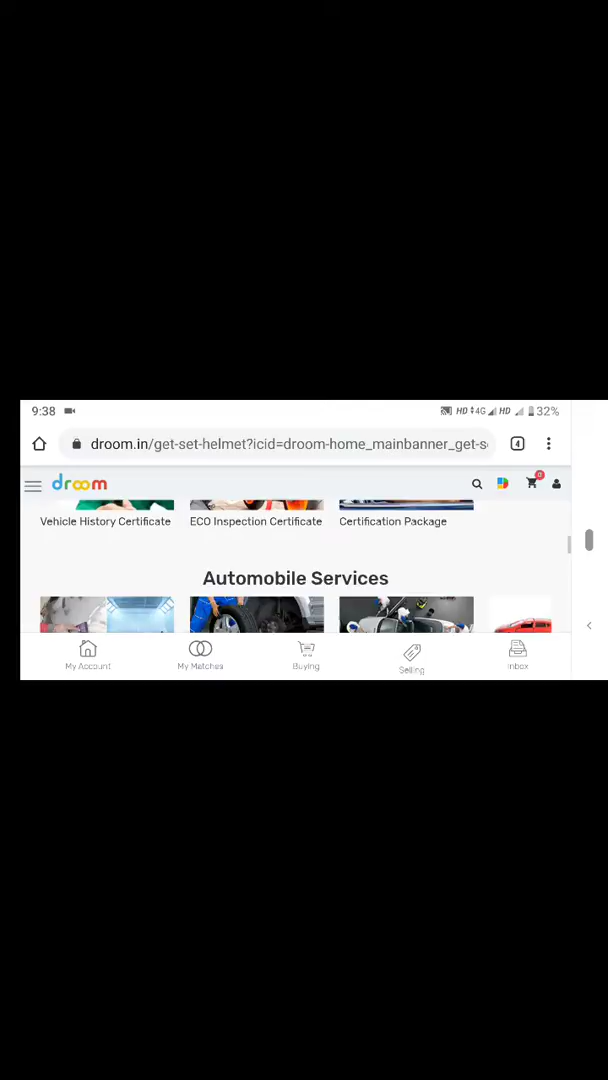 9:38 HD 4G HD 32%
droom.in/get-set-helmet?icid=droom-home_mainbanner_get-s
4
droom 0
Vehicle History Certificate ECO Inspection Certificate Certification Package
Automobile Services
My Account My Matches Buying Selling Inbox